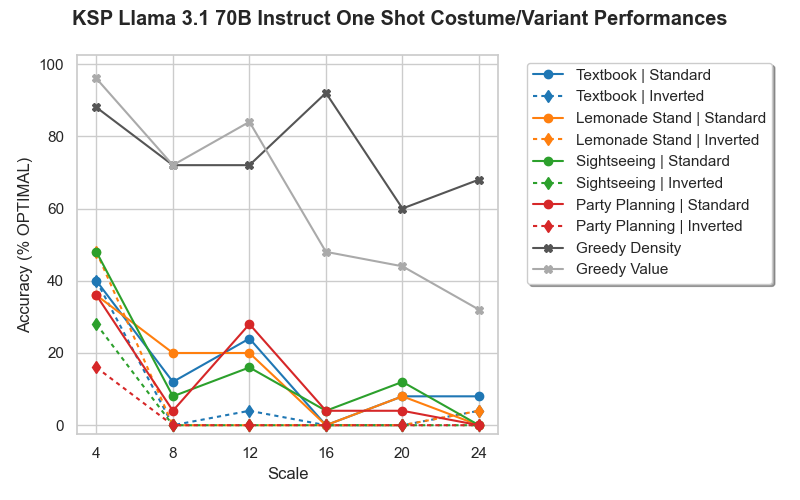 KSP Llama 3.1 70B Instruct One Shot Costume/Variant Performances
Accuracy (% OPTIMAL)
100
80
60
40
20
0
4 8 12 16 20 24
Scale
Textbook | Standard
Textbook | Inverted
Lemonade Stand | Standard
Lemonade Stand | Inverted
Sightseeing | Standard
Sightseeing | Inverted
Party Planning | Standard
Party Planning | Inverted
Greedy Density
Greedy Value